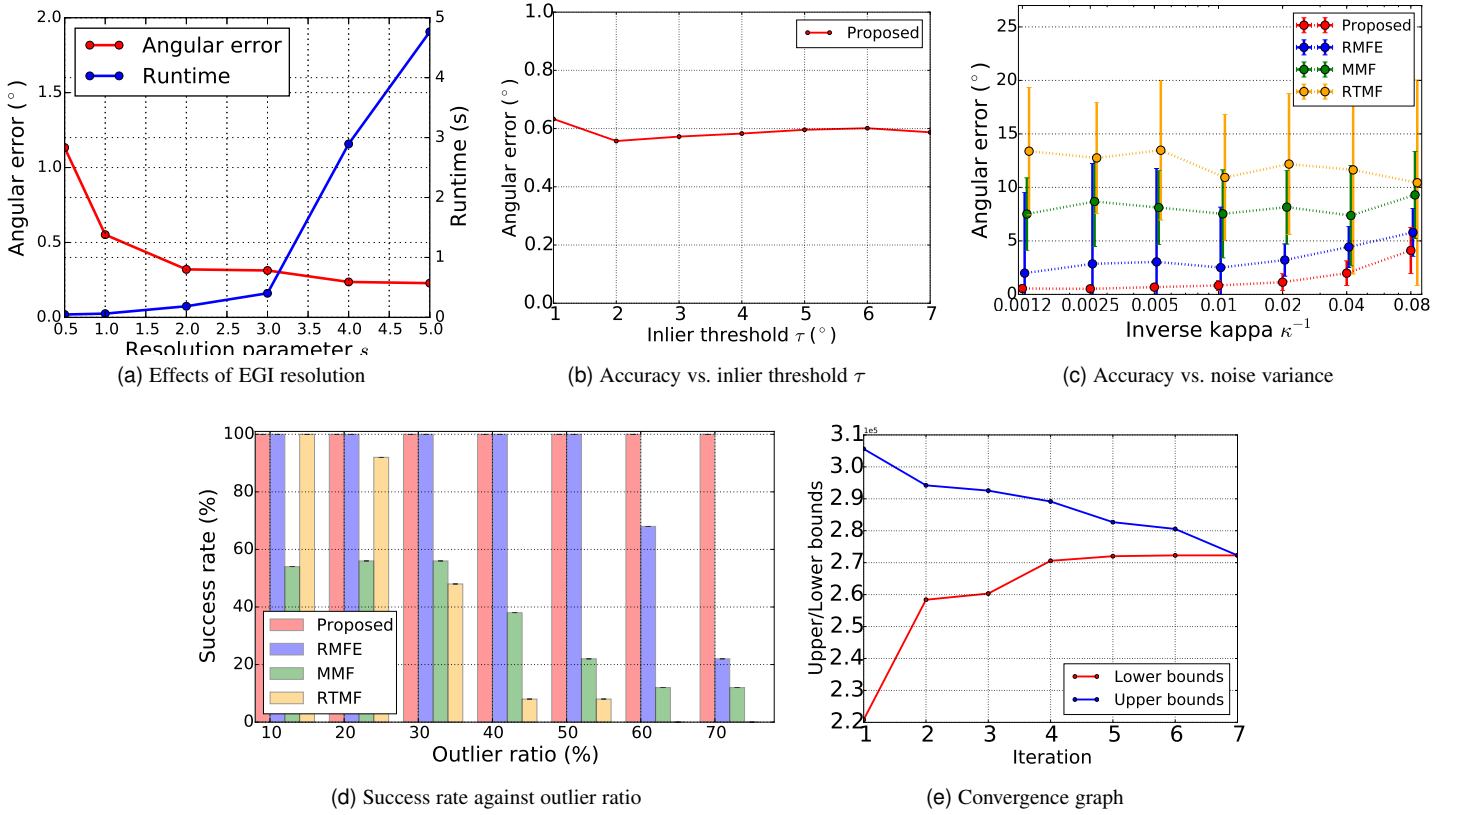 2.0
1.5
1.0
0.5
0.0
Angular error (°)
Angular error
Runtime
5
4
3
2
1
0
Runtime (s)
0.5 1.0 1.5 2.0 2.5 3.0 3.5 4.0 4.5 5.0
Resolution parameter s
(a) Effects of EGI resolution
1.0
0.8
0.6
0.4
0.2
0.0
Angular error (°)
Proposed
1 2 3 4 5 6 7
Inlier threshold τ (°)
(b) Accuracy vs. inlier threshold τ
25
20
15
10
5
0
Angular error (°)
Proposed
RMFE
MMF
RTMF
0.0012 0.0025 0.005 0.01 0.02 0.04 0.08
Inverse kappa κ⁻¹
(c) Accuracy vs. noise variance
100
80
60
40
20
0
Success rate (%)
Proposed
RMFE
MMF
RTMF
10 20 30 40 50 60 70
Outlier ratio (%)
(d) Success rate against outlier ratio
1e5
3.1
3.0
2.9
2.8
2.7
2.6
2.5
2.4
2.3
2.2
Upper/Lower bounds
Lower bounds
Upper bounds
1 2 3 4 5 6 7
Iteration
(e) Convergence graph